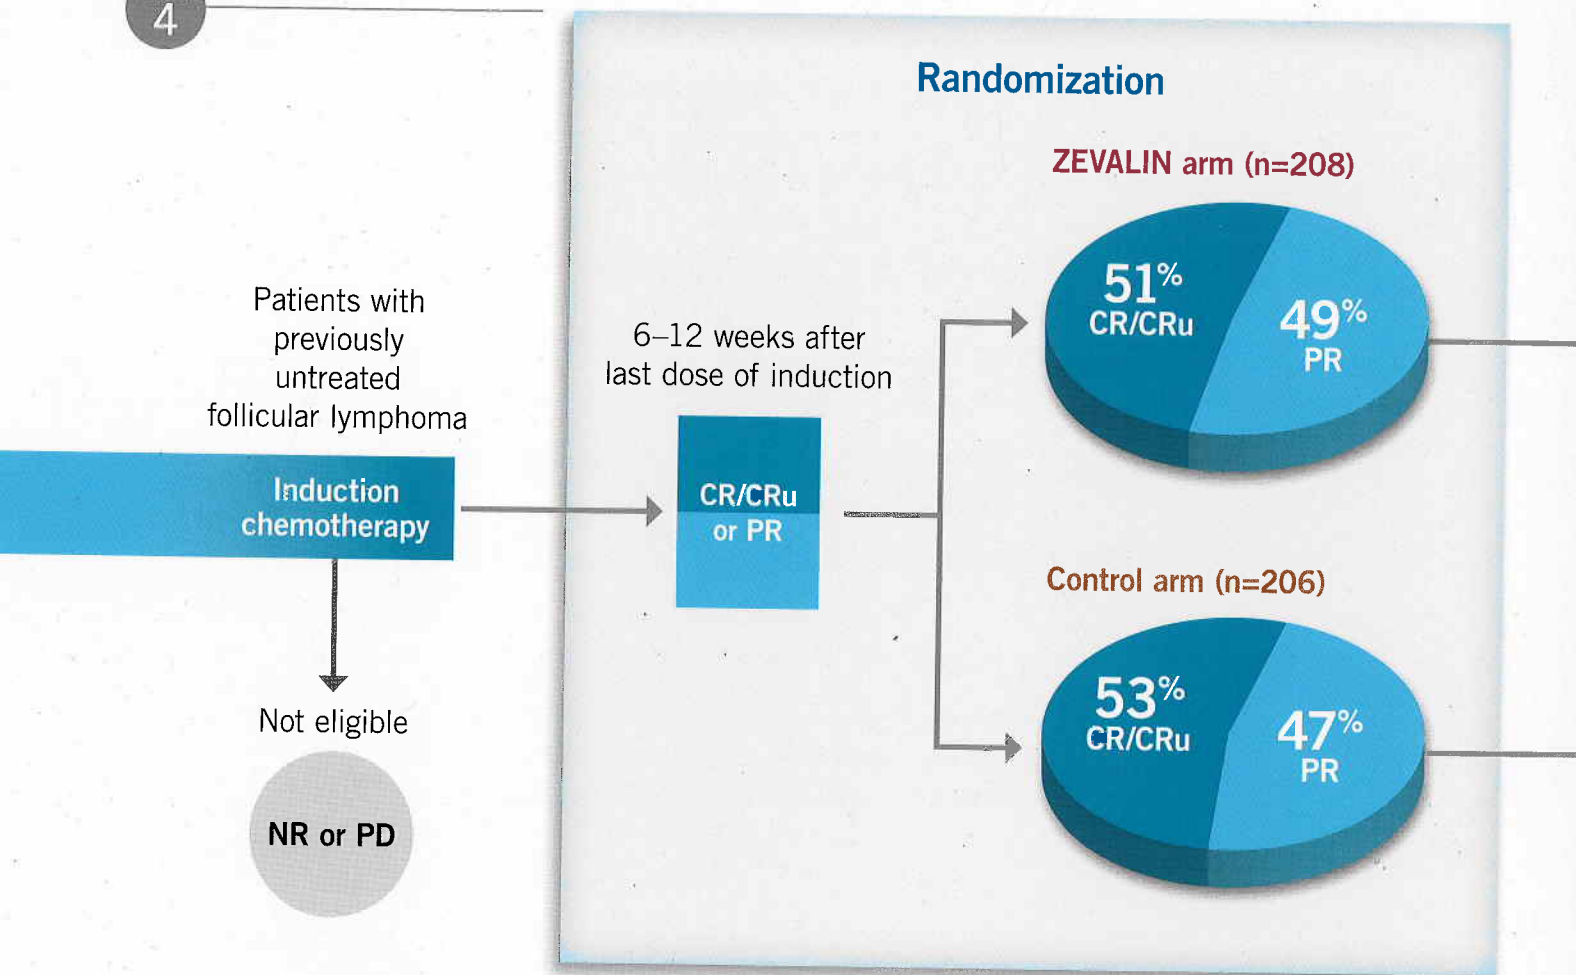 4
Randomization
ZEVALIN arm (n=208)
51%
CR/CRu
49%
PR
Patients with
previously
untreated
follicular lymphoma
6–12 weeks after
last dose of induction
Induction
chemotherapy
CR/CRu
or PR
Control arm (n=206)
53%
CR/CRu
47%
PR
Not eligible
NR or PD